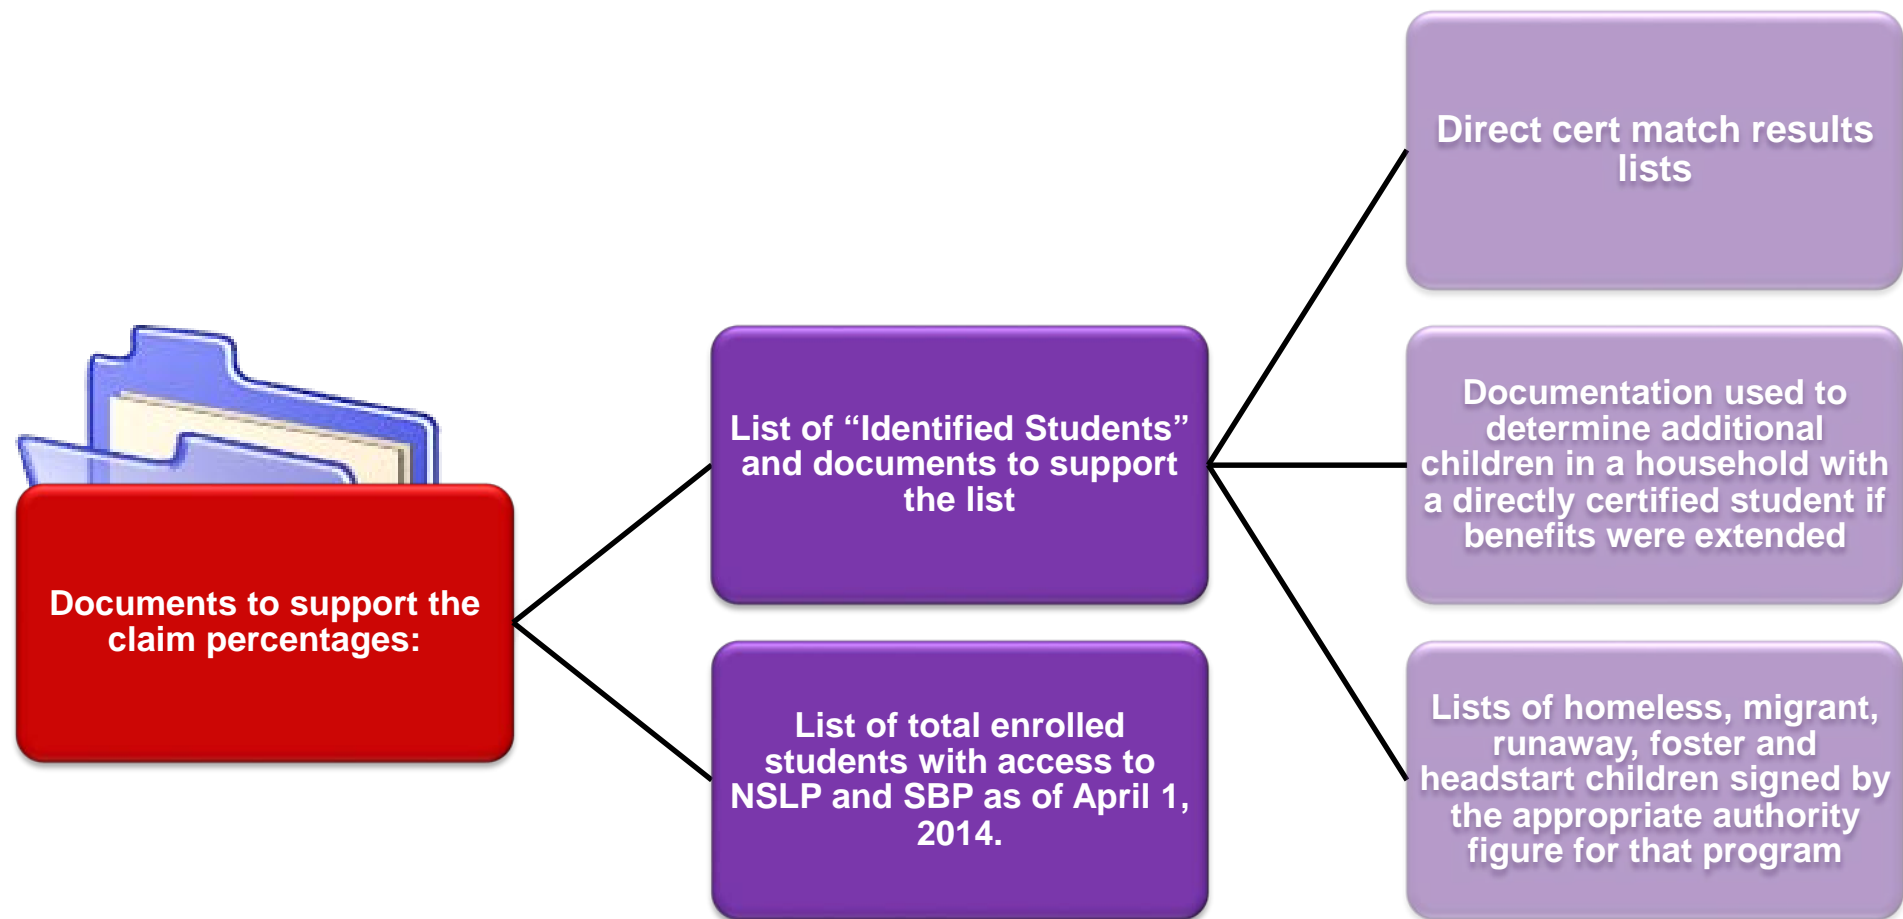 Documents to support the
claim percentages:
List of “Identified Students”
and documents to support
the list
List of total enrolled
students with access to
NSLP and SBP as of April 1,
2014.
Direct cert match results
lists
Documentation used to
determine additional
children in a household with
a directly certified student if
benefits were extended
Lists of homeless, migrant,
runaway, foster and
headstart children signed by
the appropriate authority
figure for that program